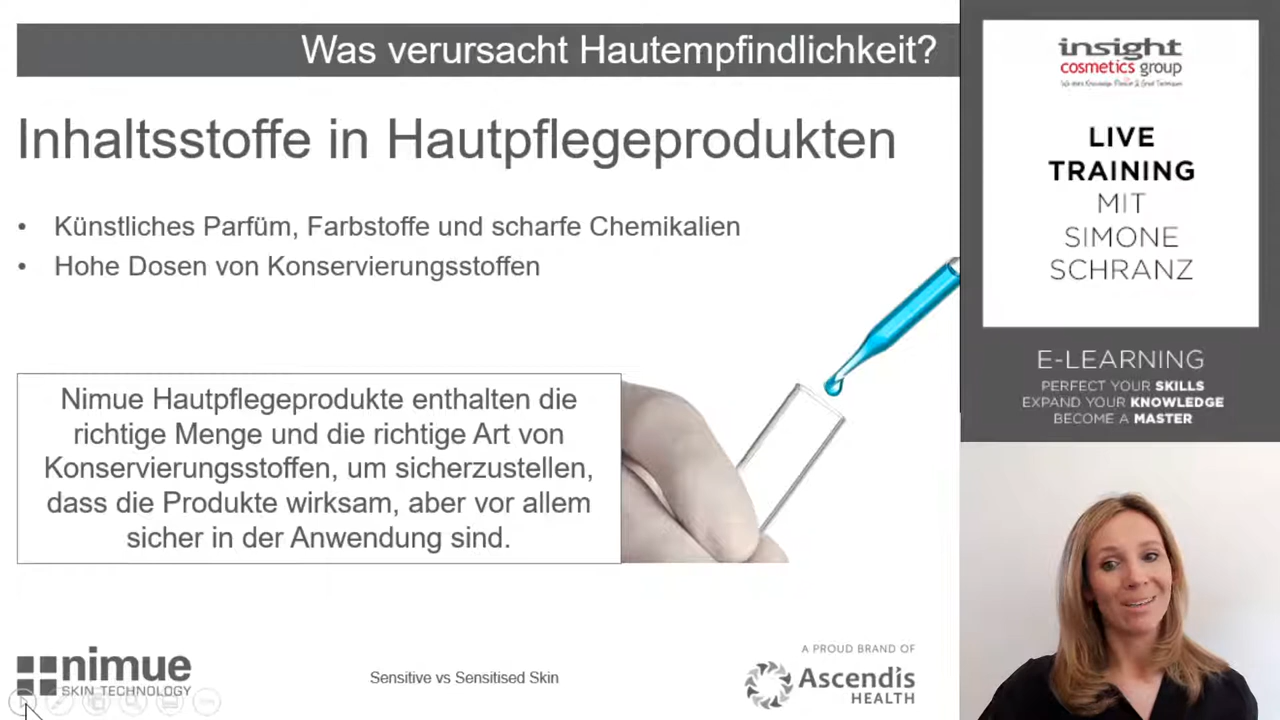 Was verursacht Hautempfindlichkeit?
Inhaltsstoffe in Hautpflegeprodukten
• Künstliches Parfüm, Farbstoffe und scharfe Chemikalien
• Hohe Dosen von Konservierungsstoffen
Nimue Hautpflegeprodukte enthalten die
richtige Menge und die richtige Art von
Konservierungsstoffen, um sicherzustellen,
dass die Produkte wirksam, aber vor allem
sicher in der Anwendung sind.
nimue
SKIN TECHNOLOGY
Sensitive vs Sensitised Skin
A PROUD BRAND OF
Ascendis
HEALTH
insight
cosmetics group
LIVE
TRAINING
MIT
SIMONE
SCHRANZ
E-LEARNING
PERFECT YOUR SKILLS
EXPAND YOUR KNOWLEDGE
BECOME A MASTER